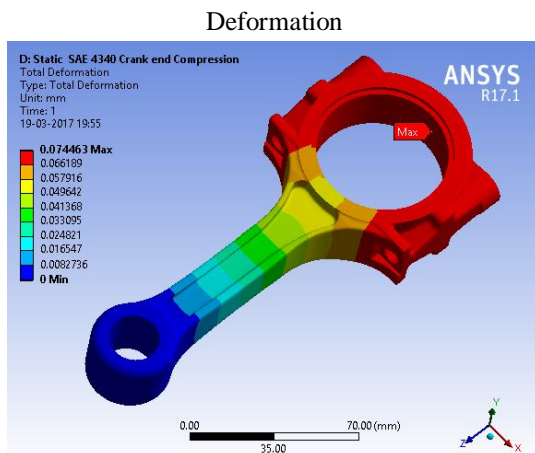 Deformation
D: Static SAE 4340 Crank end Compression
Total Deformation
Type: Total Deformation
Unit: mm
Time: 1
19-03-2017 19:55
ANSYS
R17.1
0.074463 Max
0.066189
0.057916
0.049642
0.041368
0.033095
0.024821
0.016547
0.0082736
0 Min
Max
0.00
70.00 (mm)
35.00
Y
Z
X